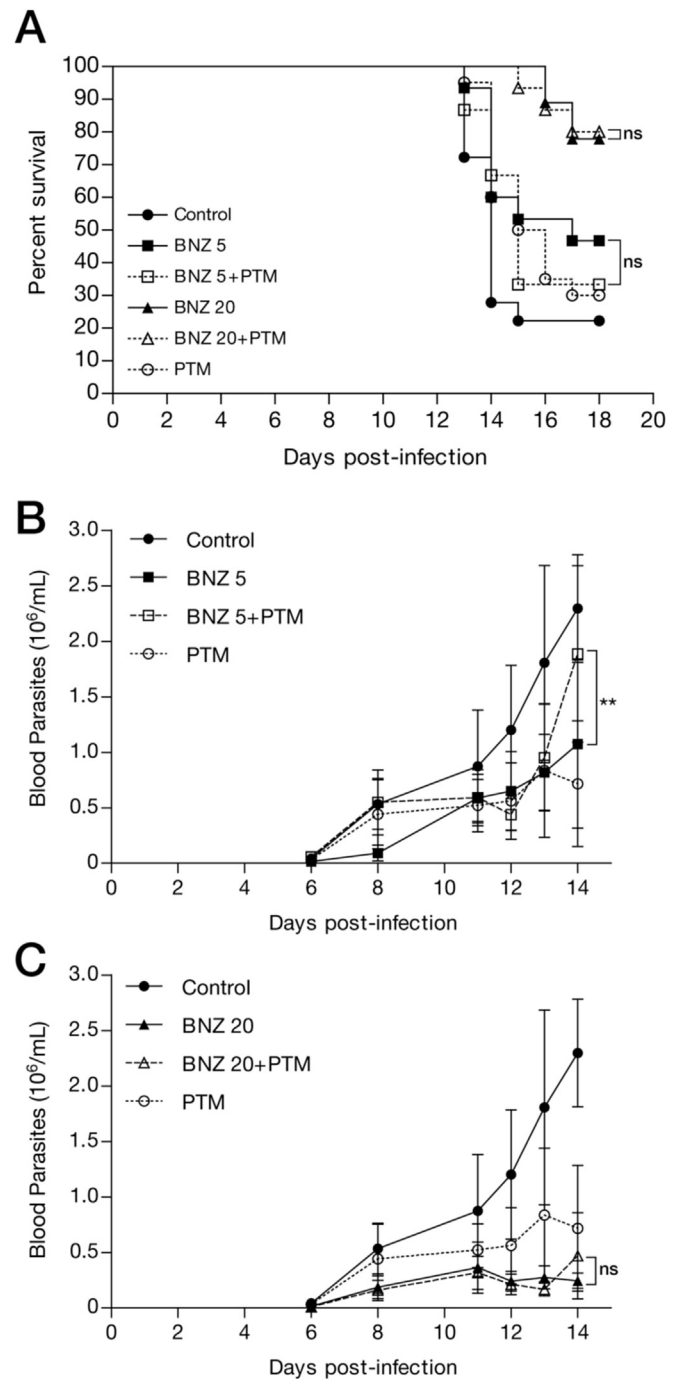 A
100
90
80
70
60
50
40
30
20
10
0
Percent survival
Control
BNZ 5
BNZ 5+PTM
BNZ 20
BNZ 20+PTM
PTM
ns
ns
0 2 4 6 8 10 12 14 16 18 20
Days post-infection
B
3.0
2.5
2.0
1.5
1.0
0.5
0
Blood Parasites (10⁶/mL)
Control
BNZ 5
BNZ 5+PTM
PTM
**
0 2 4 6 8 10 12 14
Days post-infection
C
3.0
2.5
2.0
1.5
1.0
0.5
0
Blood Parasites (10⁶/mL)
Control
BNZ 20
BNZ 20+PTM
PTM
ns
0 2 4 6 8 10 12 14
Days post-infection